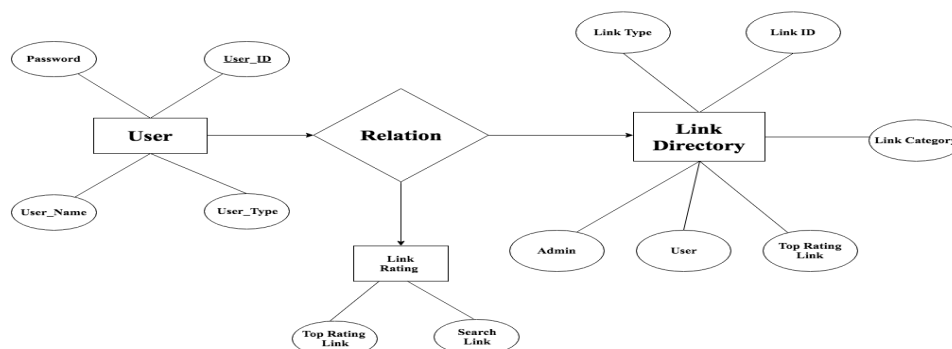 Link Type
Link ID
Password
User_ID
User
Relation
Link
Directory
Link Category
User_Name
User_Type
Admin
User
Top Rating
Link
Link
Rating
Top Rating
Link
Search
Link